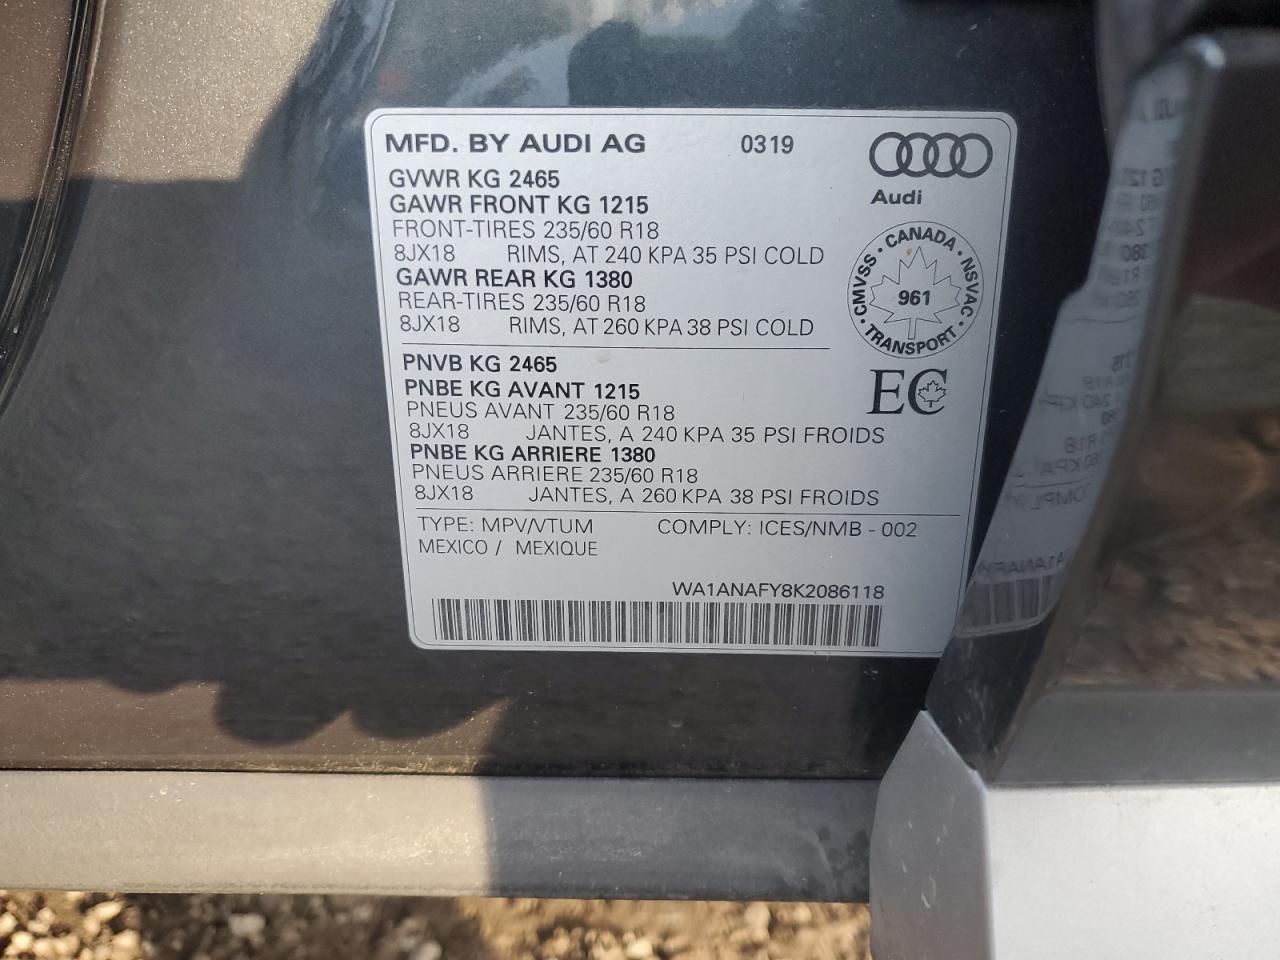 MFD. BY AUDI AG 0319
Audi
GVWR KG 2465
GAWR FRONT KG 1215
FRONT-TIRES 235/60 R18
8JX18 RIMS, AT 240 KPA 35 PSI COLD
GAWR REAR KG 1380
REAR-TIRES 235/60 R18
8JX18 RIMS, AT 260 KPA 38 PSI COLD
CMVSS · CANADA · NSVAC · TRANSPORT ·
961
EC
PNVB KG 2465
PNBE KG AVANT 1215
PNEUS AVANT 235/60 R18
8JX18 JANTES, A 240 KPA 35 PSI FROIDS
PNBE KG ARRIERE 1380
PNEUS ARRIERE 235/60 R18
8JX18 JANTES, A 260 KPA 38 PSI FROIDS
TYPE: MPV/VTUM COMPLY: ICES/NMB - 002
MEXICO / MEXIQUE
WA1ANAFY8K2086118